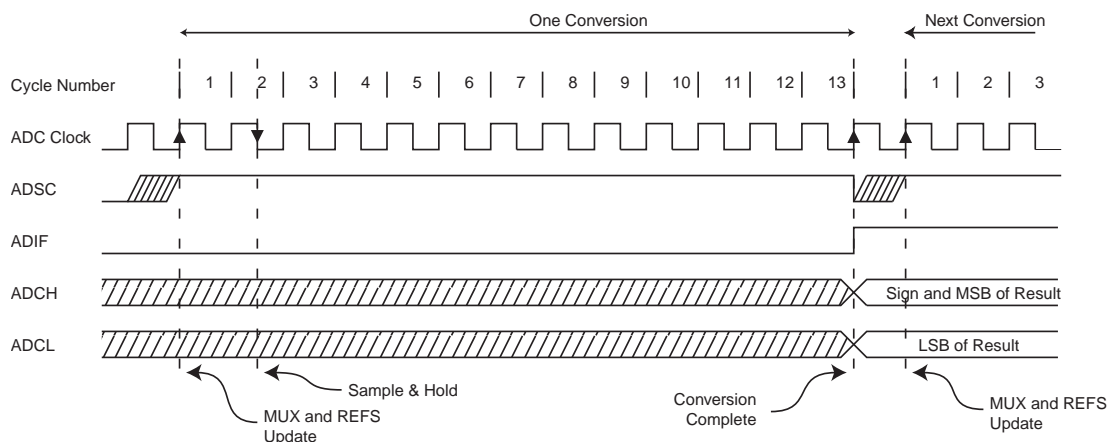 One Conversion
Next Conversion
Cycle Number
1 2 3 4 5 6 7 8 9 10 11 12 13 1 2 3
ADC Clock
ADSC
ADIF
ADCH
Sign and MSB of Result
ADCL
LSB of Result
MUX and REFS
Update
Sample & Hold
Conversion
Complete
MUX and REFS
Update